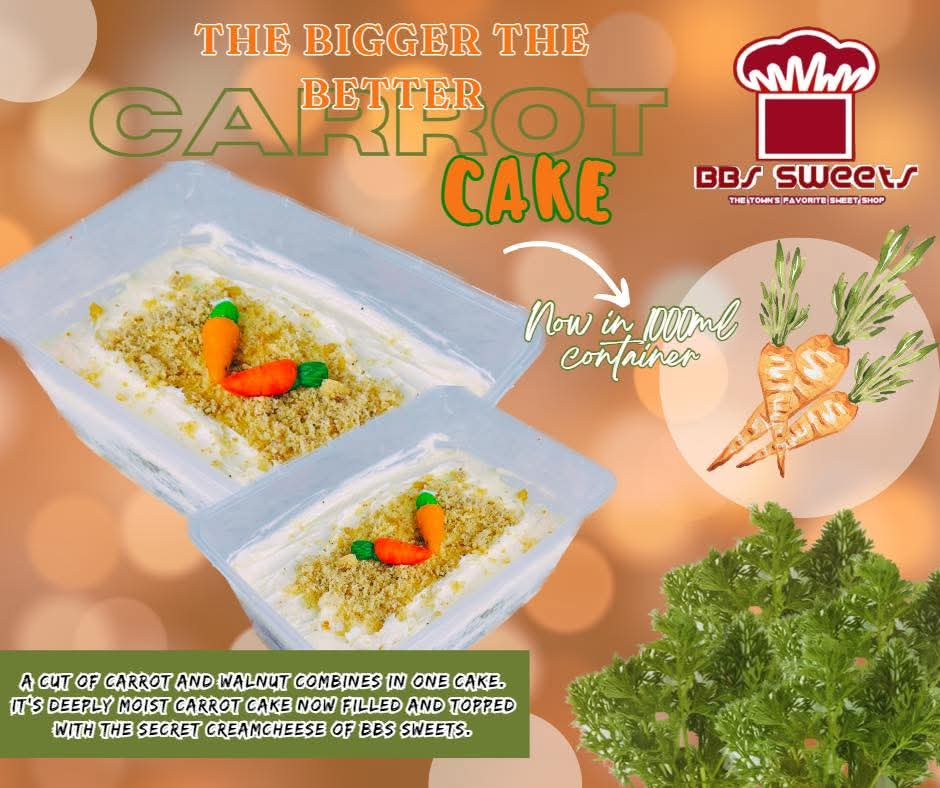 THE BIGGER THE
BETTER
CARROT
CAKE
BBS SWEETS
THE TOWN'S FAVORITE SWEET SHOP
Now in 1000ml
container
A CUT OF CARROT AND WALNUT COMBINES IN ONE CAKE.
IT'S DEEPLY MOIST CARROT CAKE NOW FILLED AND TOPPED
WITH THE SECRET CREAMCHEESE OF BBS SWEETS.